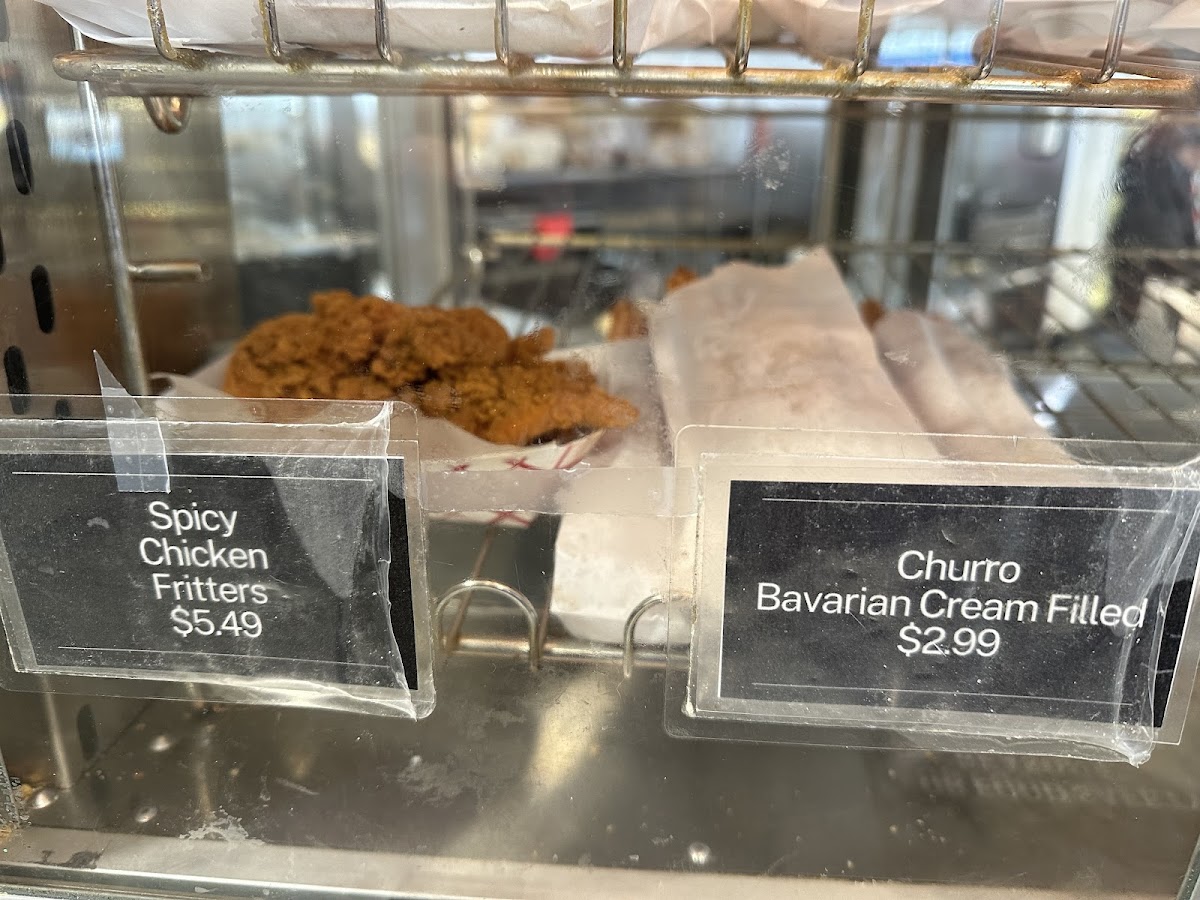 Spicy
Chicken
Fritters
$5.49
Churro
Bavarian Cream Filled
$2.99